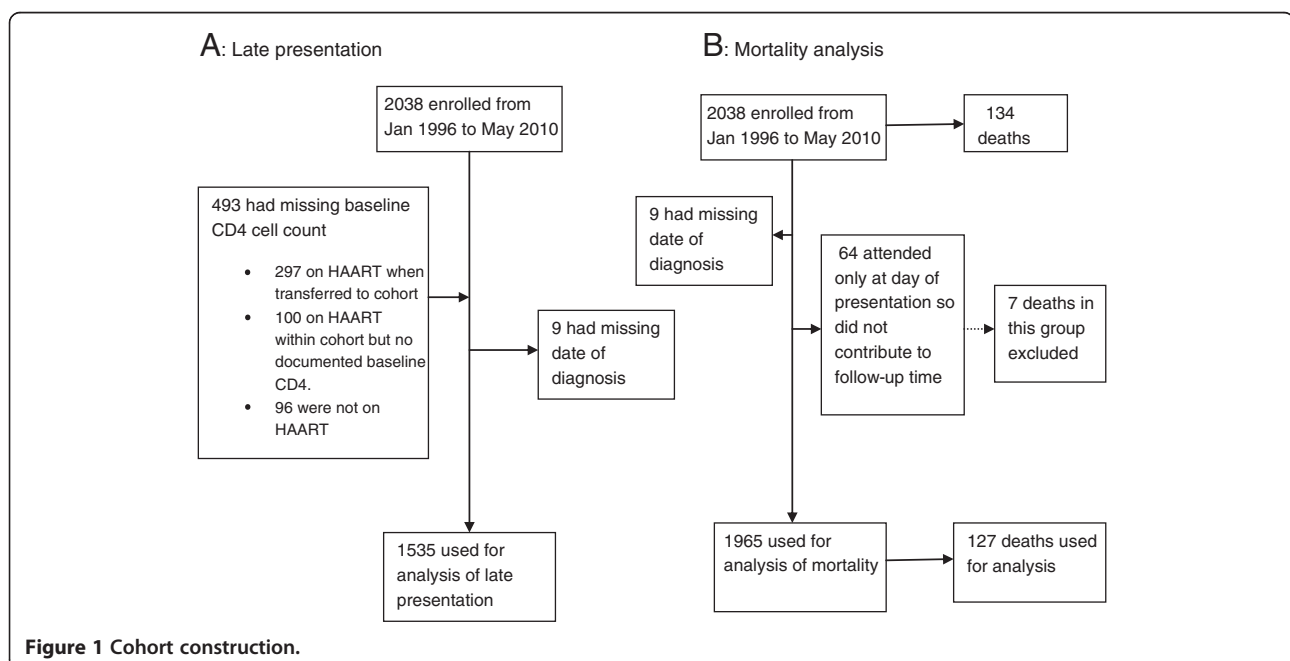 A: Late presentation
2038 enrolled from
Jan 1996 to May 2010
493 had missing baseline
CD4 cell count
• 297 on HAART when
transferred to cohort
• 100 on HAART
within cohort but no
documented baseline
CD4.
• 96 were not on
HAART
9 had missing
date of
diagnosis
1535 used for
analysis of late
presentation
B: Mortality analysis
2038 enrolled from
Jan 1996 to May 2010
134
deaths
9 had missing
date of
diagnosis
64 attended
only at day of
presentation so
did not
contribute to
follow-up time
7 deaths in
this group
excluded
1965 used for
analysis of mortality
127 deaths used
for analysis
Figure 1 Cohort construction.